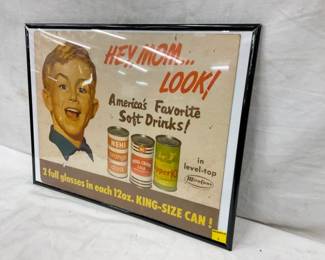 HEY, MOM...
LOOK!
America's Favorite
Soft Drinks!
NEHI
in
level-top
2 full glasses in each 12oz. KING-SIZE CAN!